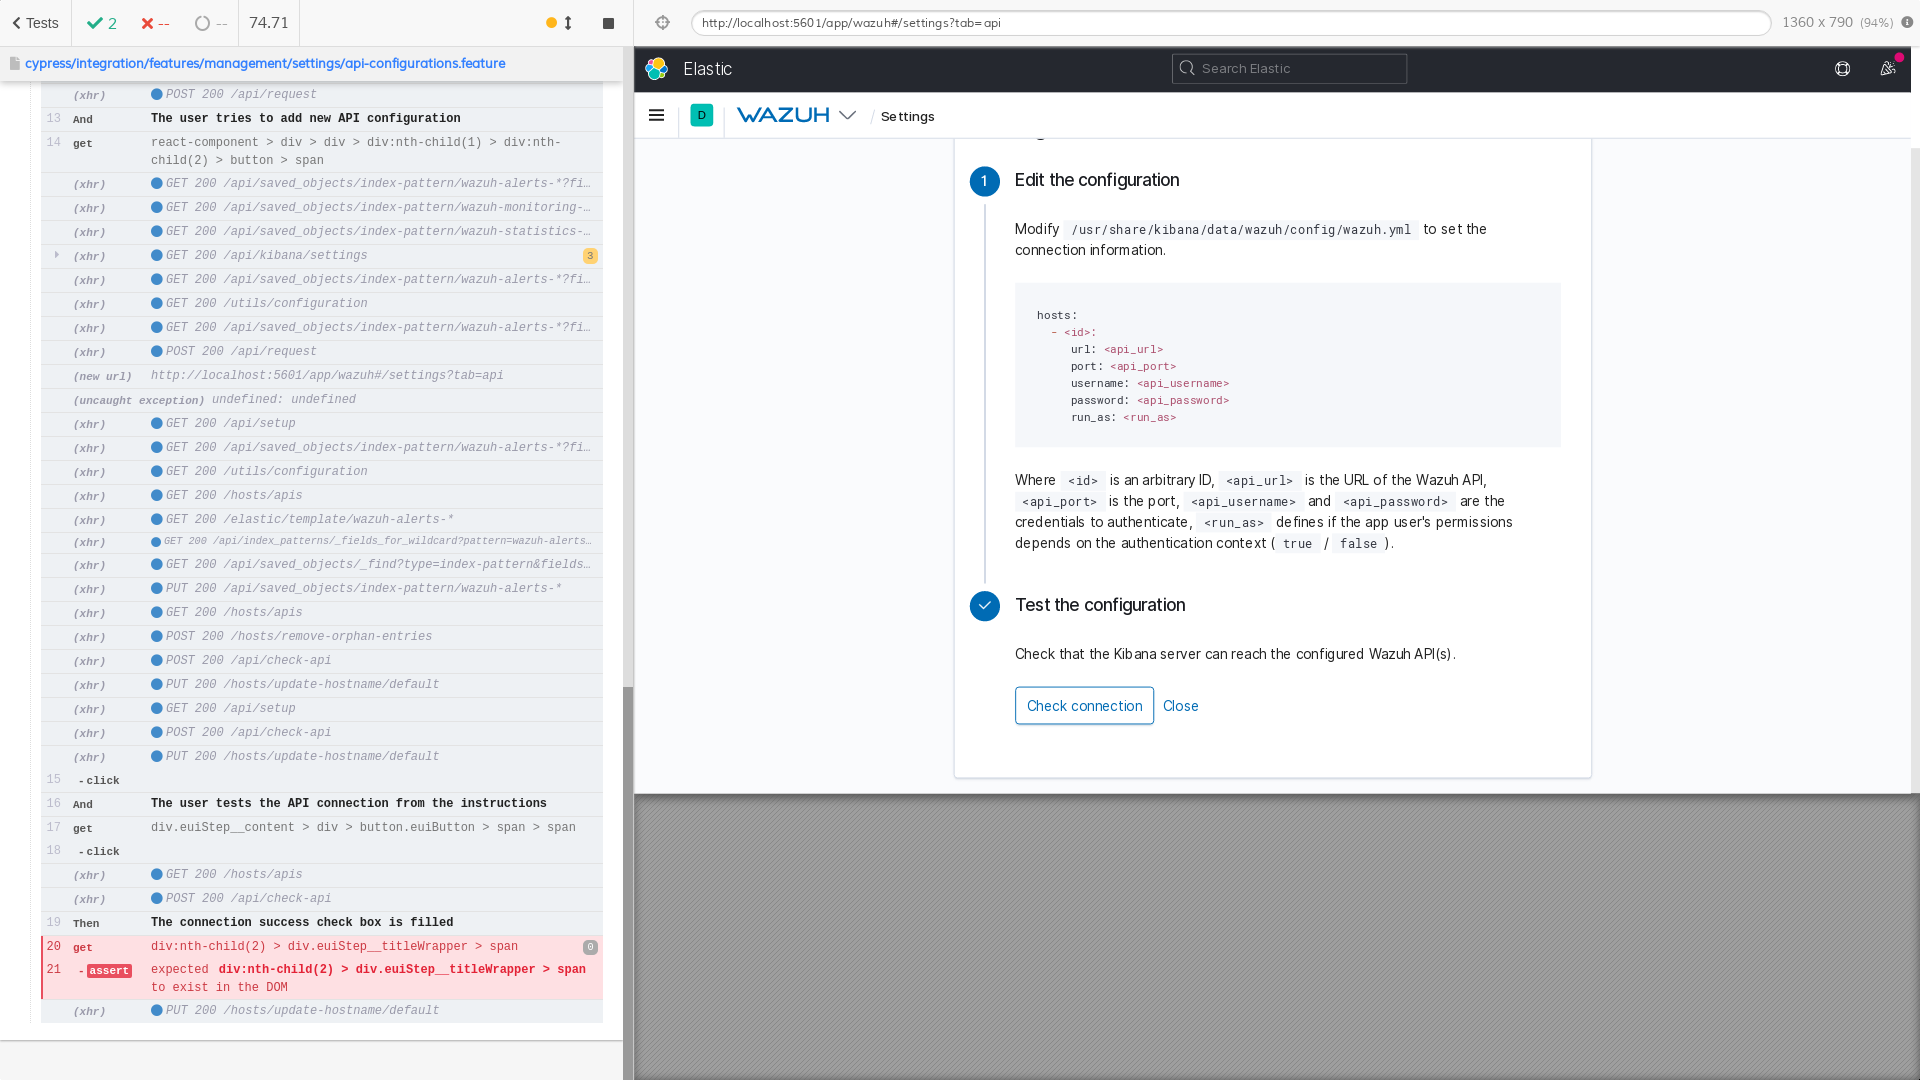 Tests
2
--
--
74.71
http://localhost:5601/app/wazuh#/settings?tab=api
1360 x 790 (94%)
cypress/integration/features/management/settings/api-configurations.feature
(xhr) POST 200 /api/request
13 And The user tries to add new API configuration
14 get react-component > div > div > div:nth-child(1) > div:nth-
child(2) > button > span
(xhr) GET 200 /api/saved_objects/index-pattern/wazuh-alerts-*?fi…
(xhr) GET 200 /api/saved_objects/index-pattern/wazuh-monitoring-…
(xhr) GET 200 /api/saved_objects/index-pattern/wazuh-statistics-…
(xhr) GET 200 /api/kibana/settings 3
(xhr) GET 200 /api/saved_objects/index-pattern/wazuh-alerts-*?fi…
(xhr) GET 200 /utils/configuration
(xhr) GET 200 /api/saved_objects/index-pattern/wazuh-alerts-*?fi…
(xhr) POST 200 /api/request
(new url) http://localhost:5601/app/wazuh#/settings?tab=api
(uncaught exception) undefined: undefined
(xhr) GET 200 /api/setup
(xhr) GET 200 /api/saved_objects/index-pattern/wazuh-alerts-*?fi…
(xhr) GET 200 /utils/configuration
(xhr) GET 200 /hosts/apis
(xhr) GET 200 /elastic/template/wazuh-alerts-*
(xhr) GET 200 /api/index_patterns/_fields_for_wildcard?pattern=wazuh-alerts…
(xhr) GET 200 /api/saved_objects/_find?type=index-pattern&fields…
(xhr) PUT 200 /api/saved_objects/index-pattern/wazuh-alerts-*
(xhr) GET 200 /hosts/apis
(xhr) POST 200 /hosts/remove-orphan-entries
(xhr) POST 200 /api/check-api
(xhr) PUT 200 /hosts/update-hostname/default
(xhr) GET 200 /api/setup
(xhr) POST 200 /api/check-api
(xhr) PUT 200 /hosts/update-hostname/default
15 -click
16 And The user tests the API connection from the instructions
17 get div.euiStep__content > div > button.euiButton > span > span
18 -click
(xhr) GET 200 /hosts/apis
(xhr) POST 200 /api/check-api
19 Then The connection success check box is filled
20 get div:nth-child(2) > div.euiStep__titleWrapper > span 0
21 -assert expected div:nth-child(2) > div.euiStep__titleWrapper > span
to exist in the DOM
(xhr) PUT 200 /hosts/update-hostname/default
Elastic
Search Elastic
D
WAZUH
/ Settings
1 Edit the configuration
Modify /usr/share/kibana/data/wazuh/config/wazuh.yml to set the
connection information.
hosts:
- <id>:
url: <api_url>
port: <api_port>
username: <api_username>
password: <api_password>
run_as: <run_as>
Where <id> is an arbitrary ID, <api_url> is the URL of the Wazuh API,
<api_port> is the port, <api_username> and <api_password> are the
credentials to authenticate, <run_as> defines if the app user's permissions
depends on the authentication context ( true / false ).
Test the configuration
Check that the Kibana server can reach the configured Wazuh API(s).
Check connection Close